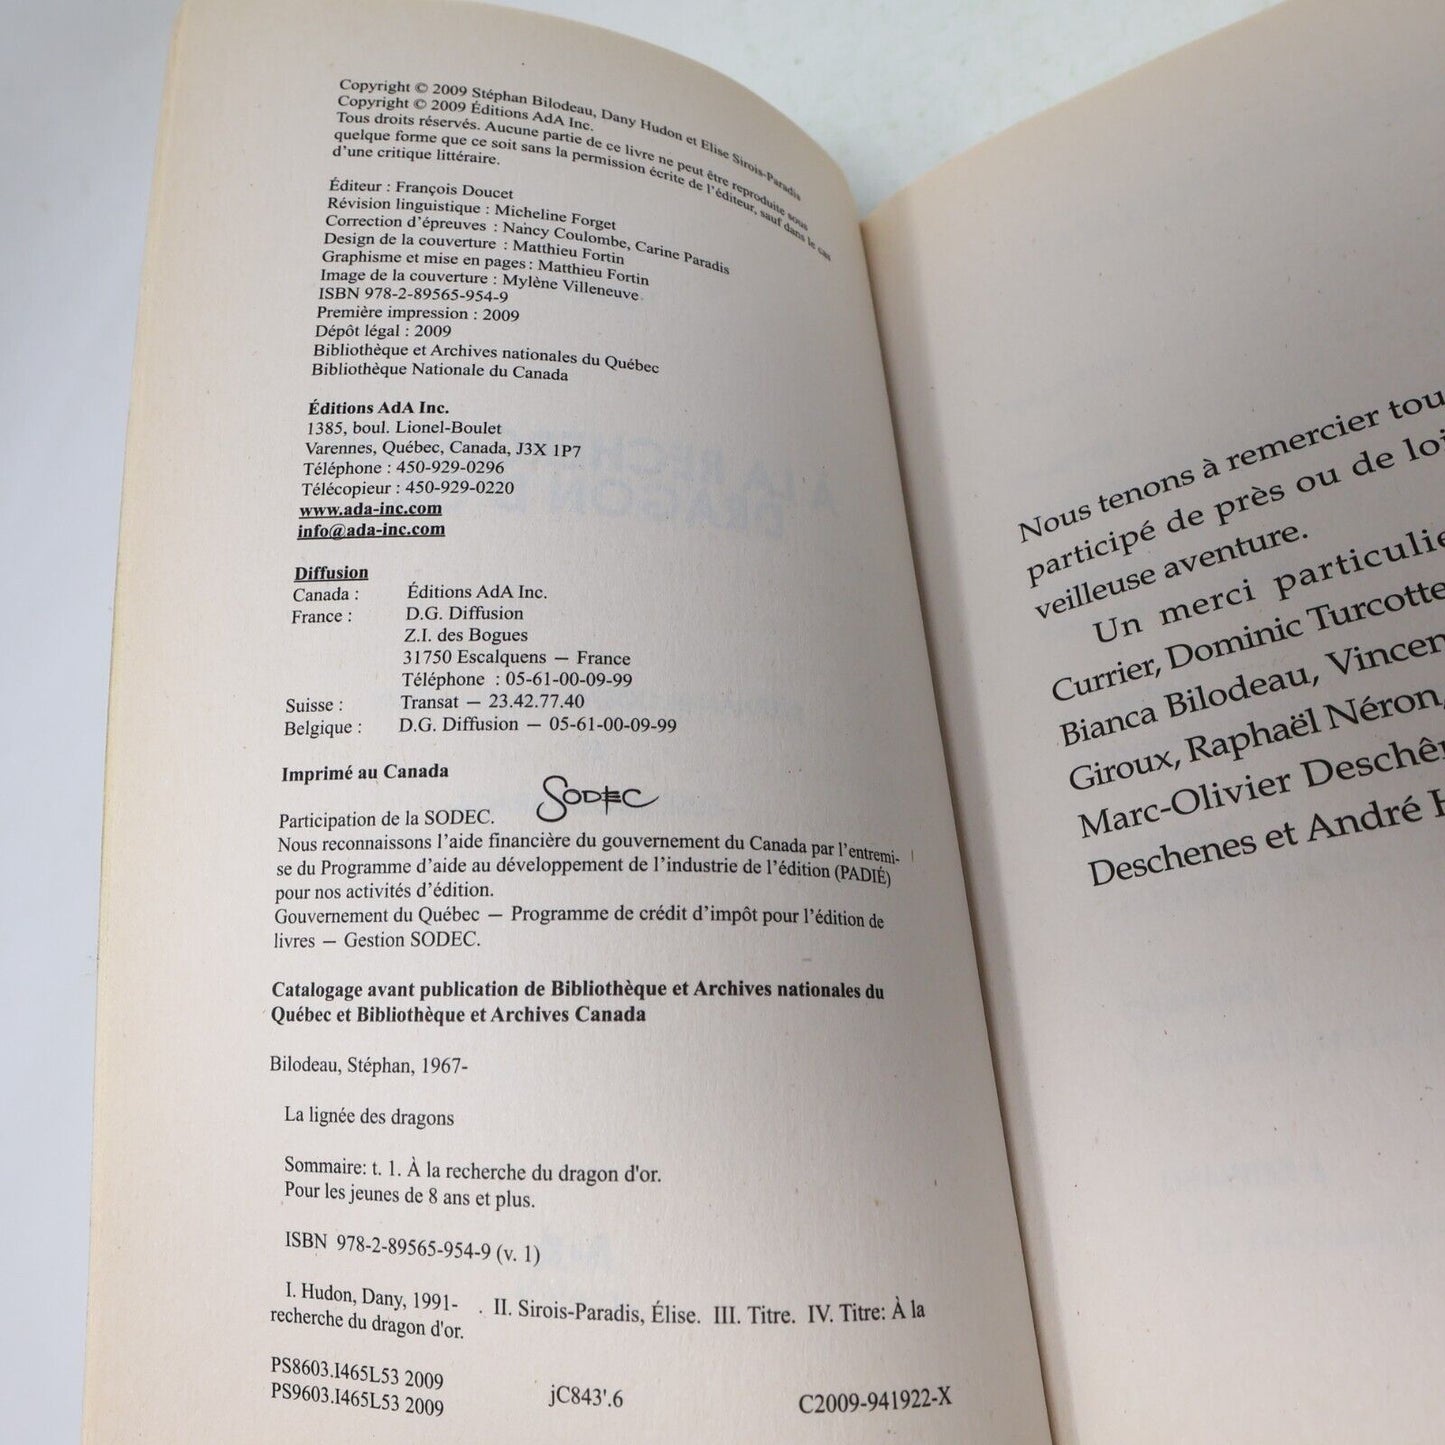 Copyright © 2009 Stéphan Bilodeau, Dany Hudon et Elise Sirois-Paradis
Copyright © 2009 Éditions AdA Inc.
Tous droits réservés. Aucune partie de ce livre ne peut être reproduite sous
quelque forme que ce soit sans la permission écrite de l'éditeur, sauf dans le cas
d'une critique littéraire.
Éditeur : François Doucet
Révision linguistique : Micheline Forget
Correction d'épreuves : Nancy Coulombe, Carine Paradis
Design de la couverture : Matthieu Fortin
Graphisme et mise en pages : Matthieu Fortin
Image de la couverture : Mylène Villeneuve
ISBN 978-2-89565-954-9
Première impression : 2009
Dépôt légal : 2009
Bibliothèque et Archives nationales du Québec
Bibliothèque Nationale du Canada
Éditions AdA Inc.
1385, boul. Lionel-Boulet
Varennes, Québec, Canada, J3X 1P7
Téléphone : 450-929-0296
Télécopieur : 450-929-0220
www.ada-inc.com
info@ada-inc.com
Diffusion
Canada : Éditions AdA Inc.
France : D.G. Diffusion
Z.I. des Bogues
31750 Escalquens — France
Téléphone : 05-61-00-09-99
Suisse : Transat — 23.42.77.40
Belgique : D.G. Diffusion — 05-61-00-09-99
Imprimé au Canada
SODEC
Participation de la SODEC.
Nous reconnaissons l'aide financière du gouvernement du Canada par l'entremi-
se du Programme d'aide au développement de l'industrie de l'édition (PADIÉ)
pour nos activités d'édition.
Gouvernement du Québec — Programme de crédit d'impôt pour l'édition de
livres — Gestion SODEC.
Catalogage avant publication de Bibliothèque et Archives nationales du
Québec et Bibliothèque et Archives Canada
Bilodeau, Stéphan, 1967-
La lignée des dragons
Sommaire: t. 1. À la recherche du dragon d'or.
Pour les jeunes de 8 ans et plus.
ISBN 978-2-89565-954-9 (v. 1)
I. Hudon, Dany, 1991- . II. Sirois-Paradis, Élise. III. Titre. IV. Titre: À la
recherche du dragon d'or.
PS8603.I465L53 2009
PS9603.I465L53 2009 jC843'.6 C2009-941922-X
Nous tenons à remercier tou
participé de près ou de loi
veilleuse aventure.
Un merci particulie
Currier, Dominic Turcotte
Bianca Bilodeau, Vincen
Giroux, Raphaël Néron,
Marc-Olivier Deschên
Deschenes et André H